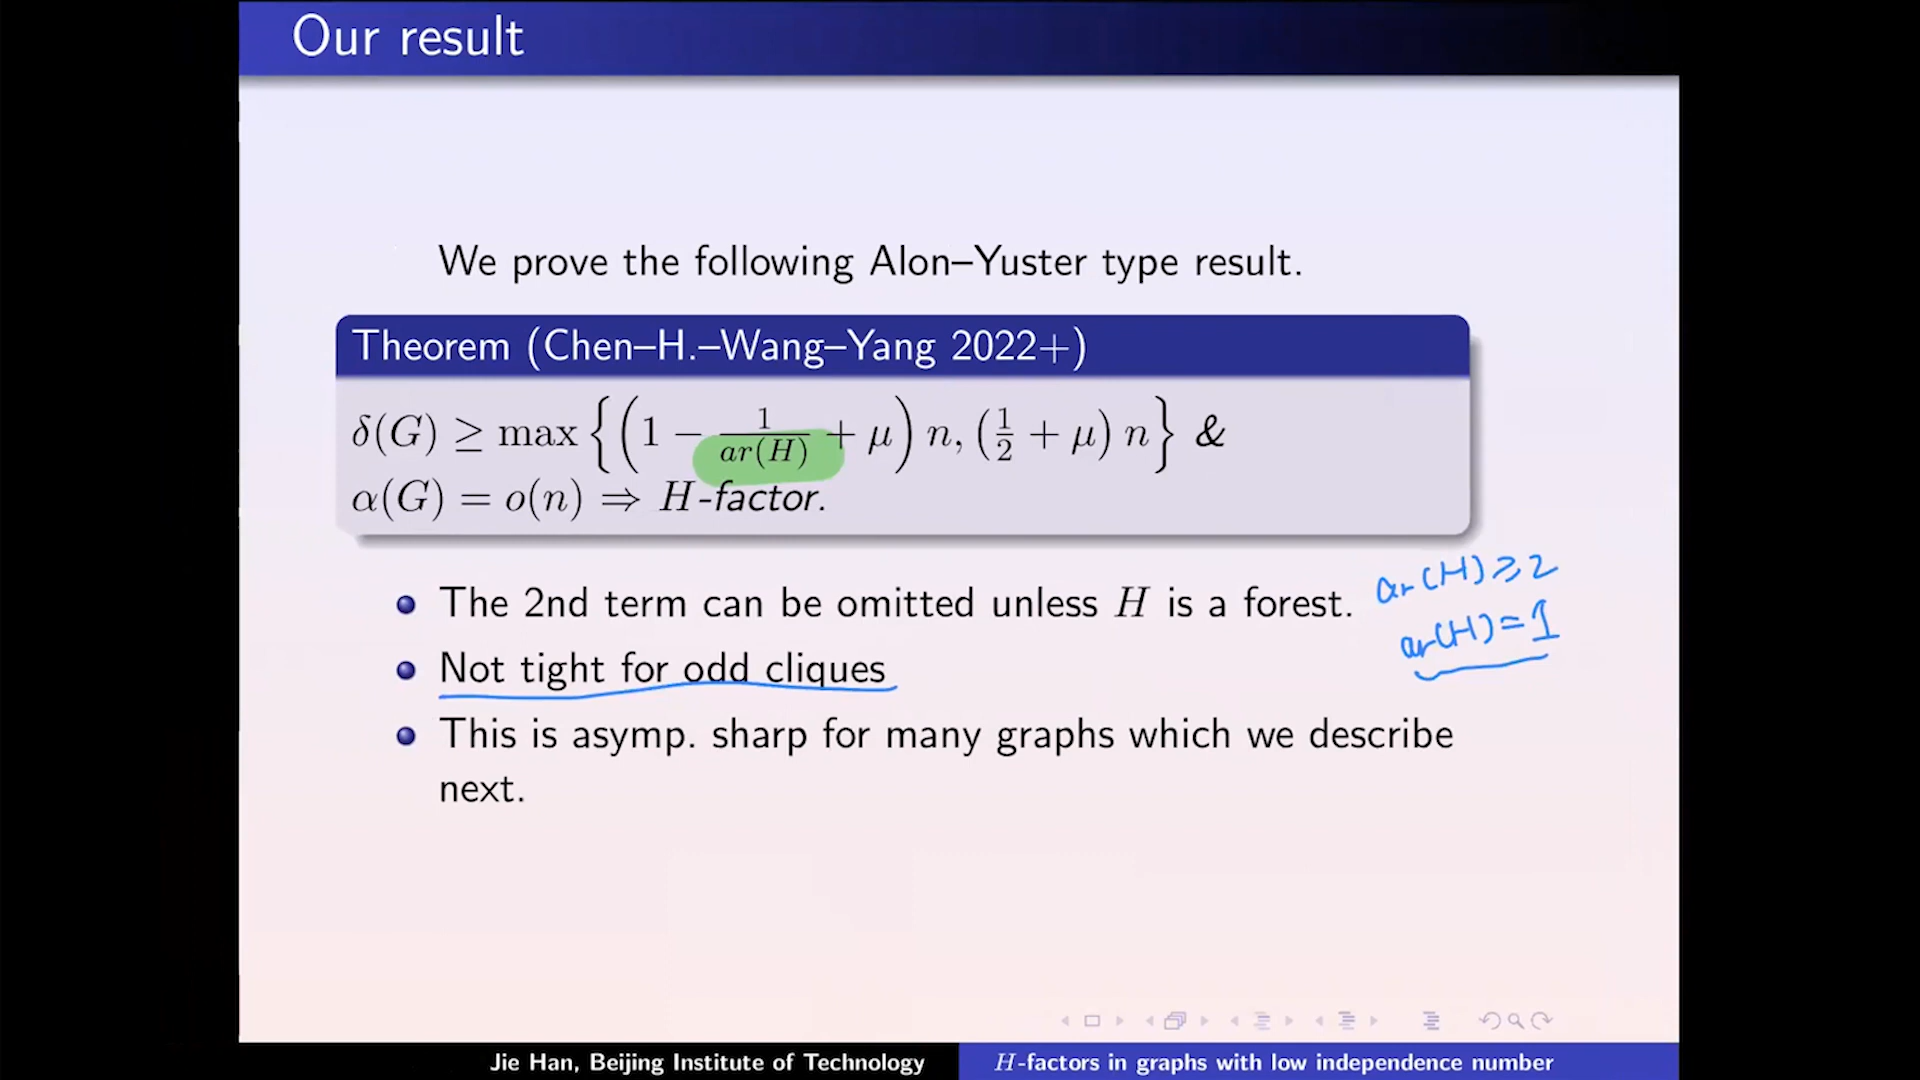 Our result
We prove the following Alon–Yuster type result.
Theorem (Chen–H.–Wang–Yang 2022+)
δ(G) ≥ max {(1 − 1/ar(H) + μ) n, (1/2 + μ) n} &
α(G) = o(n) ⇒ H-factor.
The 2nd term can be omitted unless H is a forest.
ar(H) ≥ 2
ar(H) = 1
Not tight for odd cliques
This is asymp. sharp for many graphs which we describe
next.
Jie Han, Beijing Institute of Technology
H-factors in graphs with low independence number